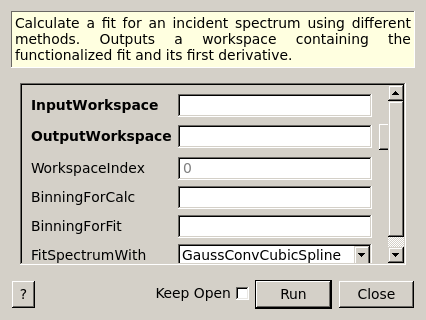 Calculate a fit for an incident spectrum using different
methods. Outputs a workspace containing the
functionalized fit and its first derivative.
InputWorkspace
OutputWorkspace
WorkspaceIndex 0
BinningForCalc
BinningForFit
FitSpectrumWith GaussConvCubicSpline
? Keep Open Run Close